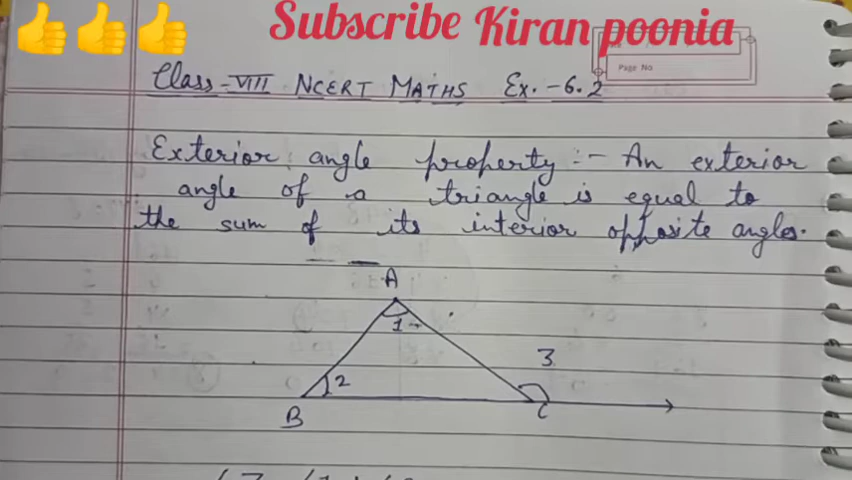 Subscribe Kiran poonia
Page No.
Class-VIII NCERT MATHS Ex.-6.2
Exterior angle property:- An exterior
angle of a triangle is equal to
the sum of its interior opposite angles.
A
1
3
2
B
C